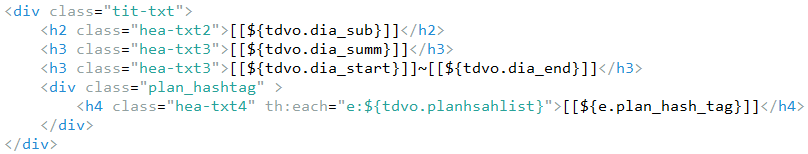 <div class="tit-txt">
    <h2 class="hea-txt2">[[${tdvo.dia_sub}]]</h2>
    <h3 class="hea-txt3">[[${tdvo.dia_summ}]]</h3>
    <h3 class="hea-txt3">[[${tdvo.dia_start}]]~[[${tdvo.dia_end}]]</h3>
    <div class="plan_hashtag" >
        <h4 class="hea-txt4" th:each="e:${tdvo.planhsahlist}">[[${e.plan_hash_tag}]]</h4>
    </div>
</div>